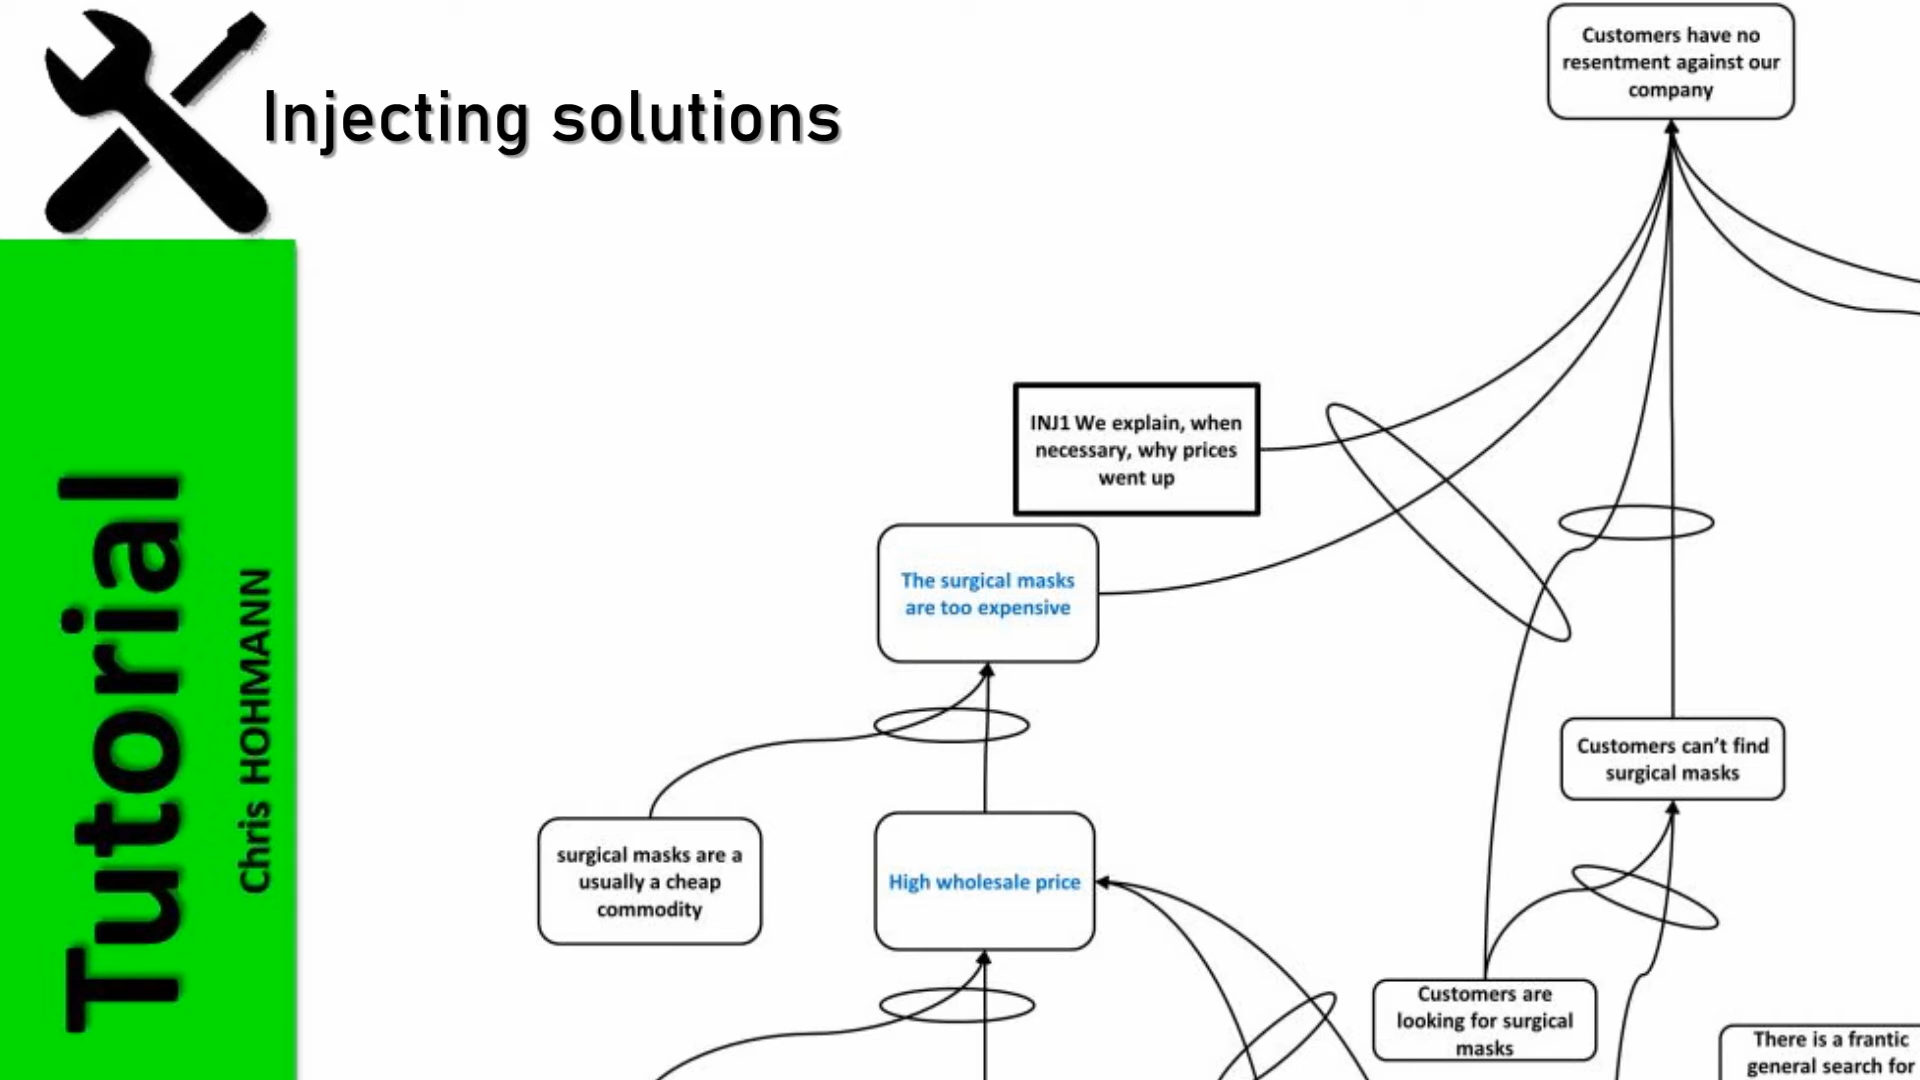 Injecting solutions
Tutorial
Chris HOHMANN
Customers have no
resentment against our
company
INJ1 We explain, when
necessary, why prices
went up
The surgical masks
are too expensive
Customers can't find
surgical masks
surgical masks are a
usually a cheap
commodity
High wholesale price
Customers are
looking for surgical
masks
There is a frantic
general search for